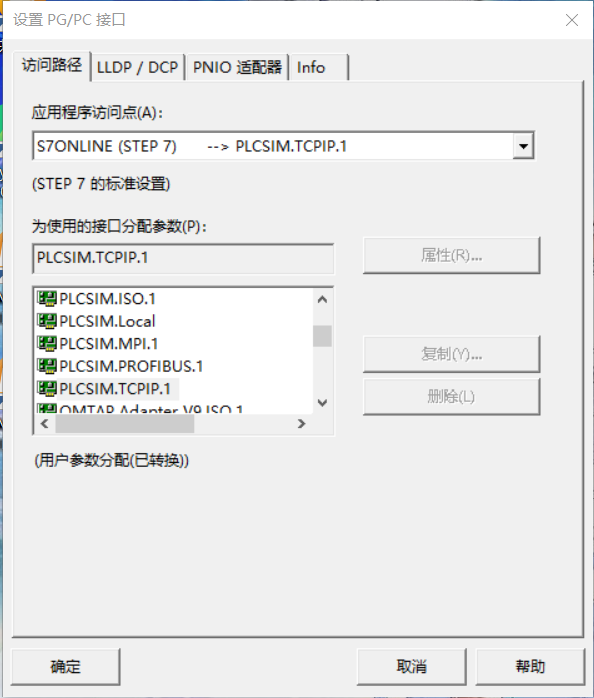 设置 PG/PC 接口
访问路径 LLDP / DCP PNIO 适配器 Info
应用程序访问点(A):
S7ONLINE (STEP 7) --> PLCSIM.TCPIP.1
(STEP 7 的标准设置)
为使用的接口分配参数(P):
PLCSIM.TCPIP.1
属性(R)...
PLCSIM.ISO.1
PLCSIM.Local
PLCSIM.MPI.1
PLCSIM.PROFIBUS.1
PLCSIM.TCPIP.1
复制(Y)...
删除(L)
(用户参数分配(已转换))
确定 取消 帮助